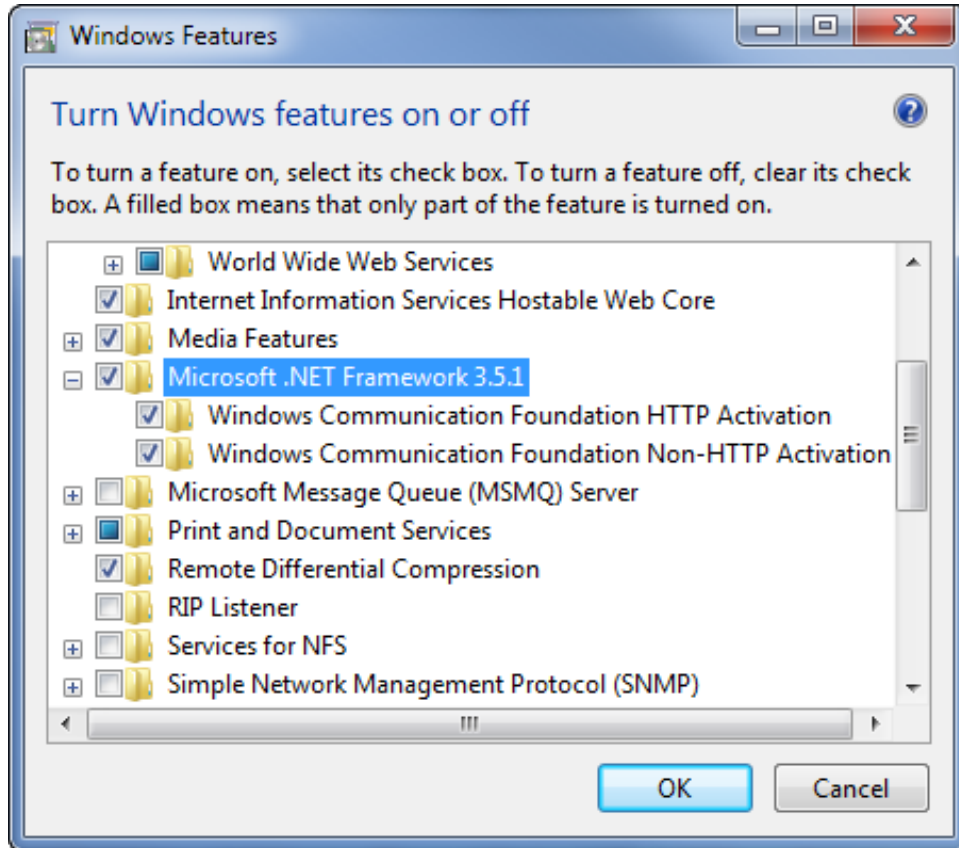 Windows Features
Turn Windows features on or off
To turn a feature on, select its check box. To turn a feature off, clear its check
box. A filled box means that only part of the feature is turned on.
World Wide Web Services
Internet Information Services Hostable Web Core
Media Features
Microsoft .NET Framework 3.5.1
Windows Communication Foundation HTTP Activation
Windows Communication Foundation Non-HTTP Activation
Microsoft Message Queue (MSMQ) Server
Print and Document Services
Remote Differential Compression
RIP Listener
Services for NFS
Simple Network Management Protocol (SNMP)
OK Cancel